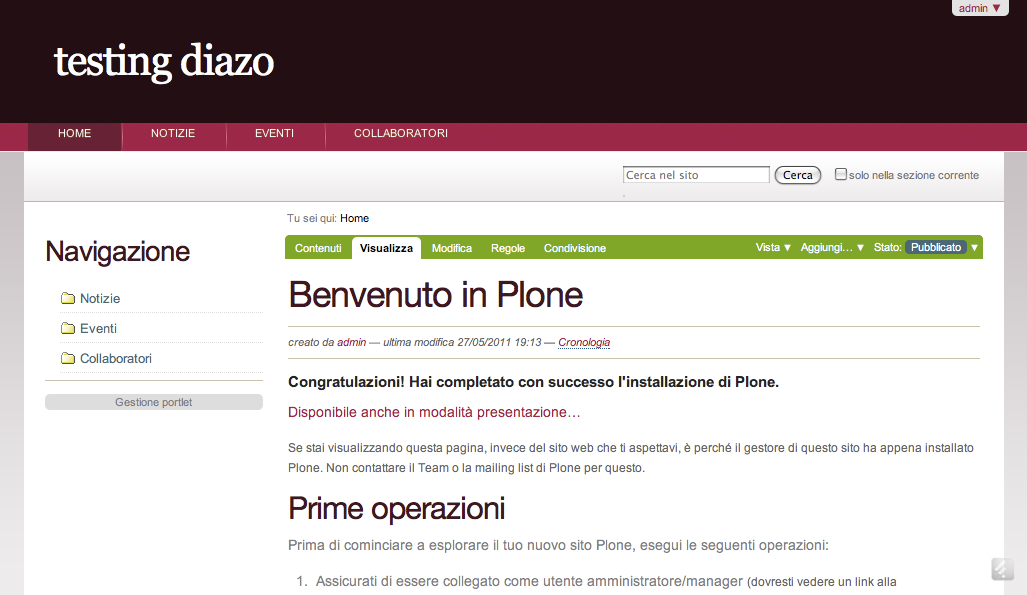 admin ▼
testing diazo
HOME NOTIZIE EVENTI COLLABORATORI
Cerca nel sito Cerca solo nella sezione corrente
Tu sei qui: Home
Navigazione
Notizie
Eventi
Collaboratori
Gestione portlet
Contenuti Visualizza Modifica Regole Condivisione Vista ▼ Aggiungi... ▼ Stato: Pubblicato ▼
Benvenuto in Plone
creato da admin — ultima modifica 27/05/2011 19:13 — Cronologia
Congratulazioni! Hai completato con successo l'installazione di Plone.
Disponibile anche in modalità presentazione…
Se stai visualizzando questa pagina, invece del sito web che ti aspettavi, è perché il gestore di questo sito ha appena installato
Plone. Non contattare il Team o la mailing list di Plone per questo.
Prime operazioni
Prima di cominciare a esplorare il tuo nuovo sito Plone, esegui le seguenti operazioni:
1. Assicurati di essere collegato come utente amministratore/manager (dovresti vedere un link alla